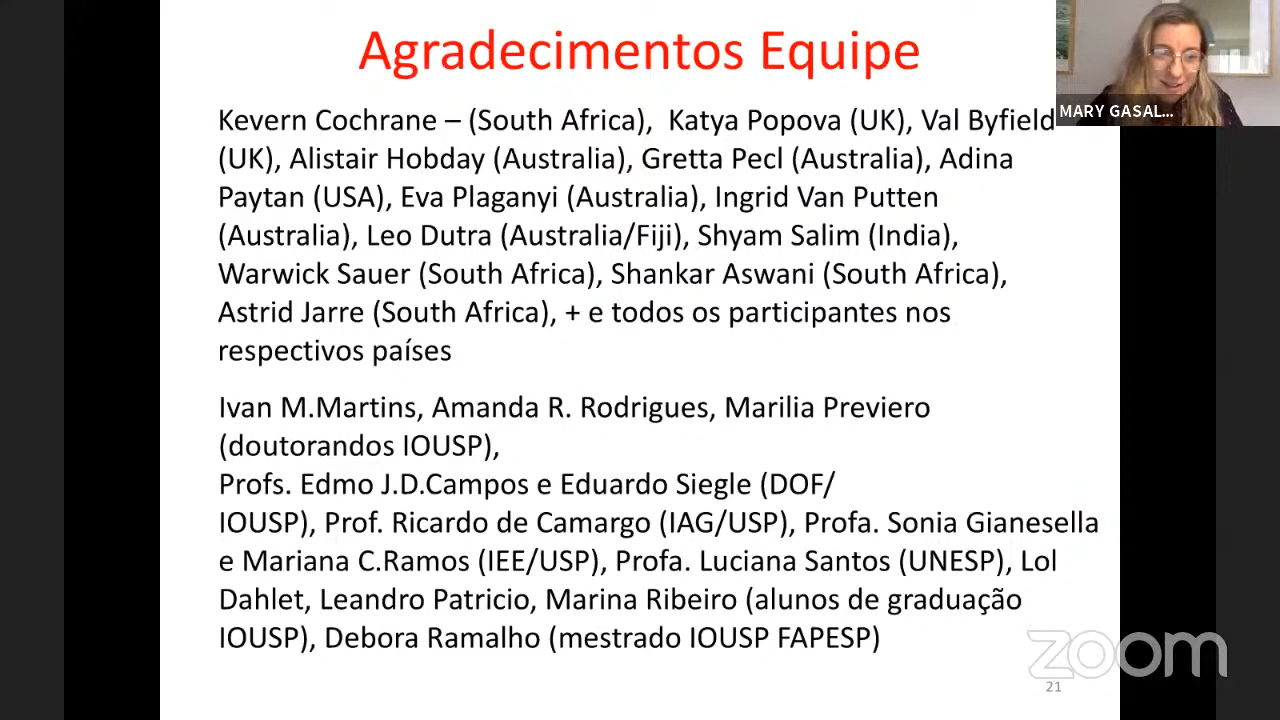 Agradecimentos Equipe
MARY GASAL...
Kevern Cochrane – (South Africa),  Katya Popova (UK), Val Byfield
(UK), Alistair Hobday (Australia), Gretta Pecl (Australia), Adina
Paytan (USA), Eva Plaganyi (Australia), Ingrid Van Putten
(Australia), Leo Dutra (Australia/Fiji), Shyam Salim (India),
Warwick Sauer (South Africa), Shankar Aswani (South Africa),
Astrid Jarre (South Africa), + e todos os participantes nos
respectivos países
Ivan M.Martins, Amanda R. Rodrigues, Marilia Previero
(doutorandos IOUSP),
Profs. Edmo J.D.Campos e Eduardo Siegle (DOF/
IOUSP), Prof. Ricardo de Camargo (IAG/USP), Profa. Sonia Gianesella
e Mariana C.Ramos (IEE/USP), Profa. Luciana Santos (UNESP), Lol
Dahlet, Leandro Patricio, Marina Ribeiro (alunos de graduação
IOUSP), Debora Ramalho (mestrado IOUSP FAPESP)
zoom
21